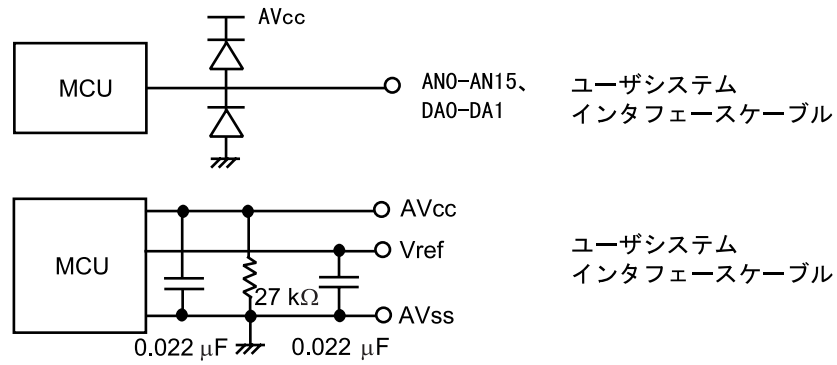 AVcc
MCU
AN0-AN15、
DA0-DA1
ユーザシステム
インタフェースケーブル
MCU
AVcc
Vref
27 kΩ
AVss
0.022 μF
0.022 μF
ユーザシステム
インタフェースケーブル